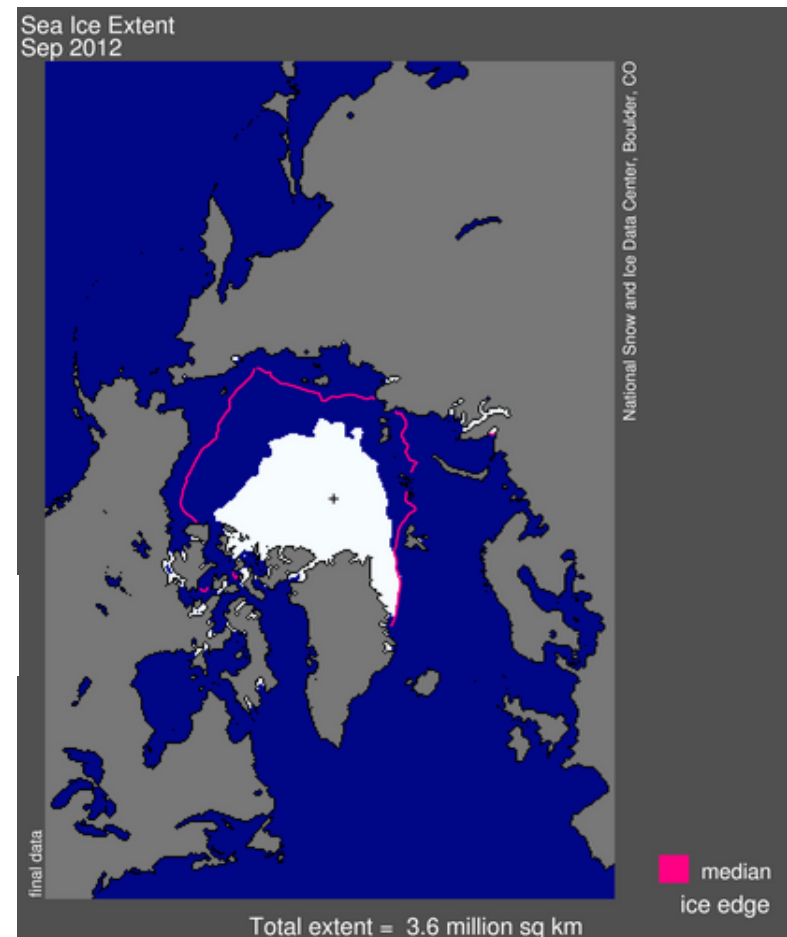 Sea Ice Extent
Sep 2012
National Snow and Ice Data Center, Boulder, CO
final data
median
ice edge
Total extent = 3.6 million sq km